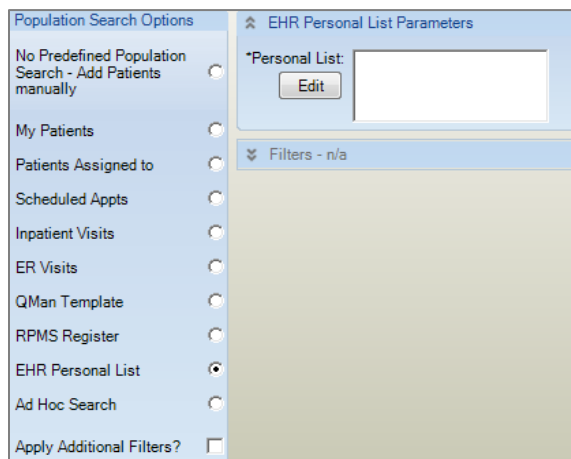 Population Search Options
No Predefined Population
Search - Add Patients
manually
My Patients
Patients Assigned to
Scheduled Appts
Inpatient Visits
ER Visits
QMan Template
RPMS Register
EHR Personal List
Ad Hoc Search
Apply Additional Filters?
EHR Personal List Parameters
*Personal List:
Edit
Filters - n/a